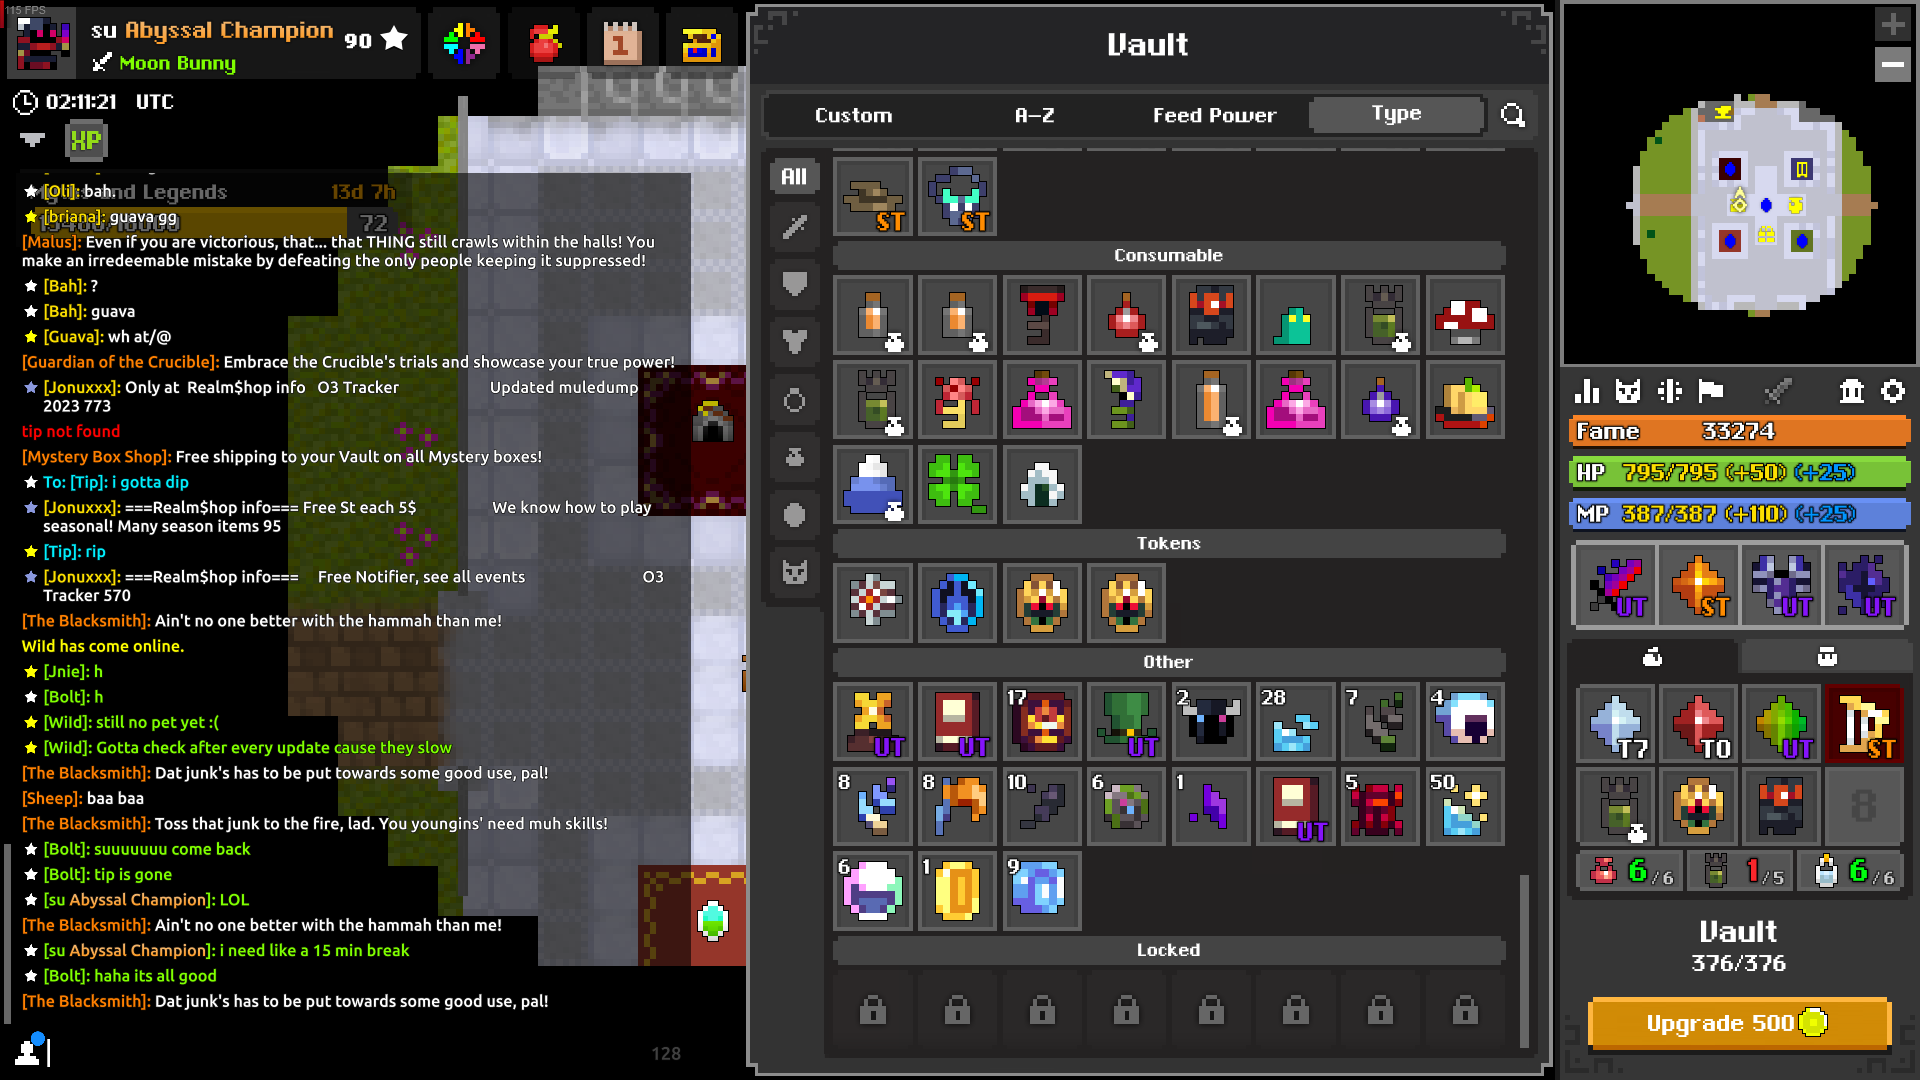 115 FPS
su Abyssal Champion 90
Moon Bunny
1
02:11:21 UTC
XP
and Legends 13d 7h
72
[Oli]: bah.
[briana]: guava gg
[Malus]: Even if you are victorious, that... that THING still crawls within the halls! You
make an irredeemable mistake by defeating the only people keeping it suppressed!
[Bah]: ?
[Bah]: guava
[Guava]: wh at/@
[Guardian of the Crucible]: Embrace the Crucible's trials and showcase your true power!
[Jonuxxx]: Only at Realm$hop info O3 Tracker Updated muledump
2023 773
tip not found
[Mystery Box Shop]: Free shipping to your Vault on all Mystery boxes!
To: [Tip]: i gotta dip
[Jonuxxx]: ===Realm$hop info=== Free St each 5$ We know how to play
seasonal! Many season items 95
[Tip]: rip
[Jonuxxx]: ===Realm$hop info=== Free Notifier, see all events O3
Tracker 570
[The Blacksmith]: Ain't no one better with the hammah than me!
Wild has come online.
[Jnie]: h
[Bolt]: h
[Wild]: still no pet yet :(
[Wild]: Gotta check after every update cause they slow
[The Blacksmith]: Dat junk's has to be put towards some good use, pal!
[Sheep]: baa baa
[The Blacksmith]: Toss that junk to the fire, lad. You youngins' need muh skills!
[Bolt]: suuuuuuu come back
[Bolt]: tip is gone
[su Abyssal Champion]: LOL
[The Blacksmith]: Ain't no one better with the hammah than me!
[su Abyssal Champion]: i need like a 15 min break
[Bolt]: haha its all good
[The Blacksmith]: Dat junk's has to be put towards some good use, pal!
128
Vault
Custom A-Z Feed Power Type
All
ST ST
Consumable
Tokens
Other
UT UT 17 UT 2 28 7 4
8 8 10 6 1 UT 5 50
6 1 9
Locked
Fame 33274
HP 795/795 (+50) (+25)
MP 387/387 (+110) (+25)
UT ST UT UT
T7 T0 UT ST
8
6/6 1/5 6/6
Vault
376/376
Upgrade 500